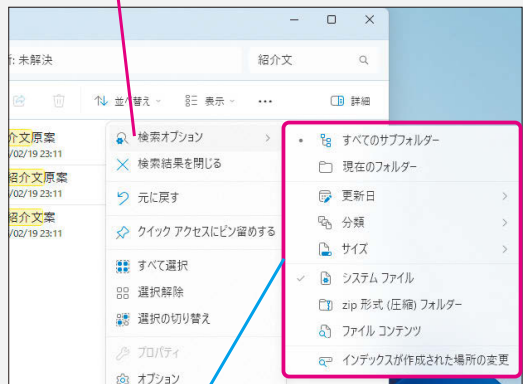 : 未解決
紹介文
並べ替え
表示
...
詳細
介文原案
/02/19 23:11
紹介文原案
/02/19 23:11
紹介文案
/02/19 23:11
検索オプション
検索結果を閉じる
元に戻す
クイック アクセスにピン留めする
すべて選択
選択解除
選択の切り替え
プロパティ
オプション
すべてのサブフォルダー
現在のフォルダー
更新日
分類
サイズ
システム ファイル
zip 形式 (圧縮) フォルダー
ファイル コンテンツ
インデックスが作成された場所の変更